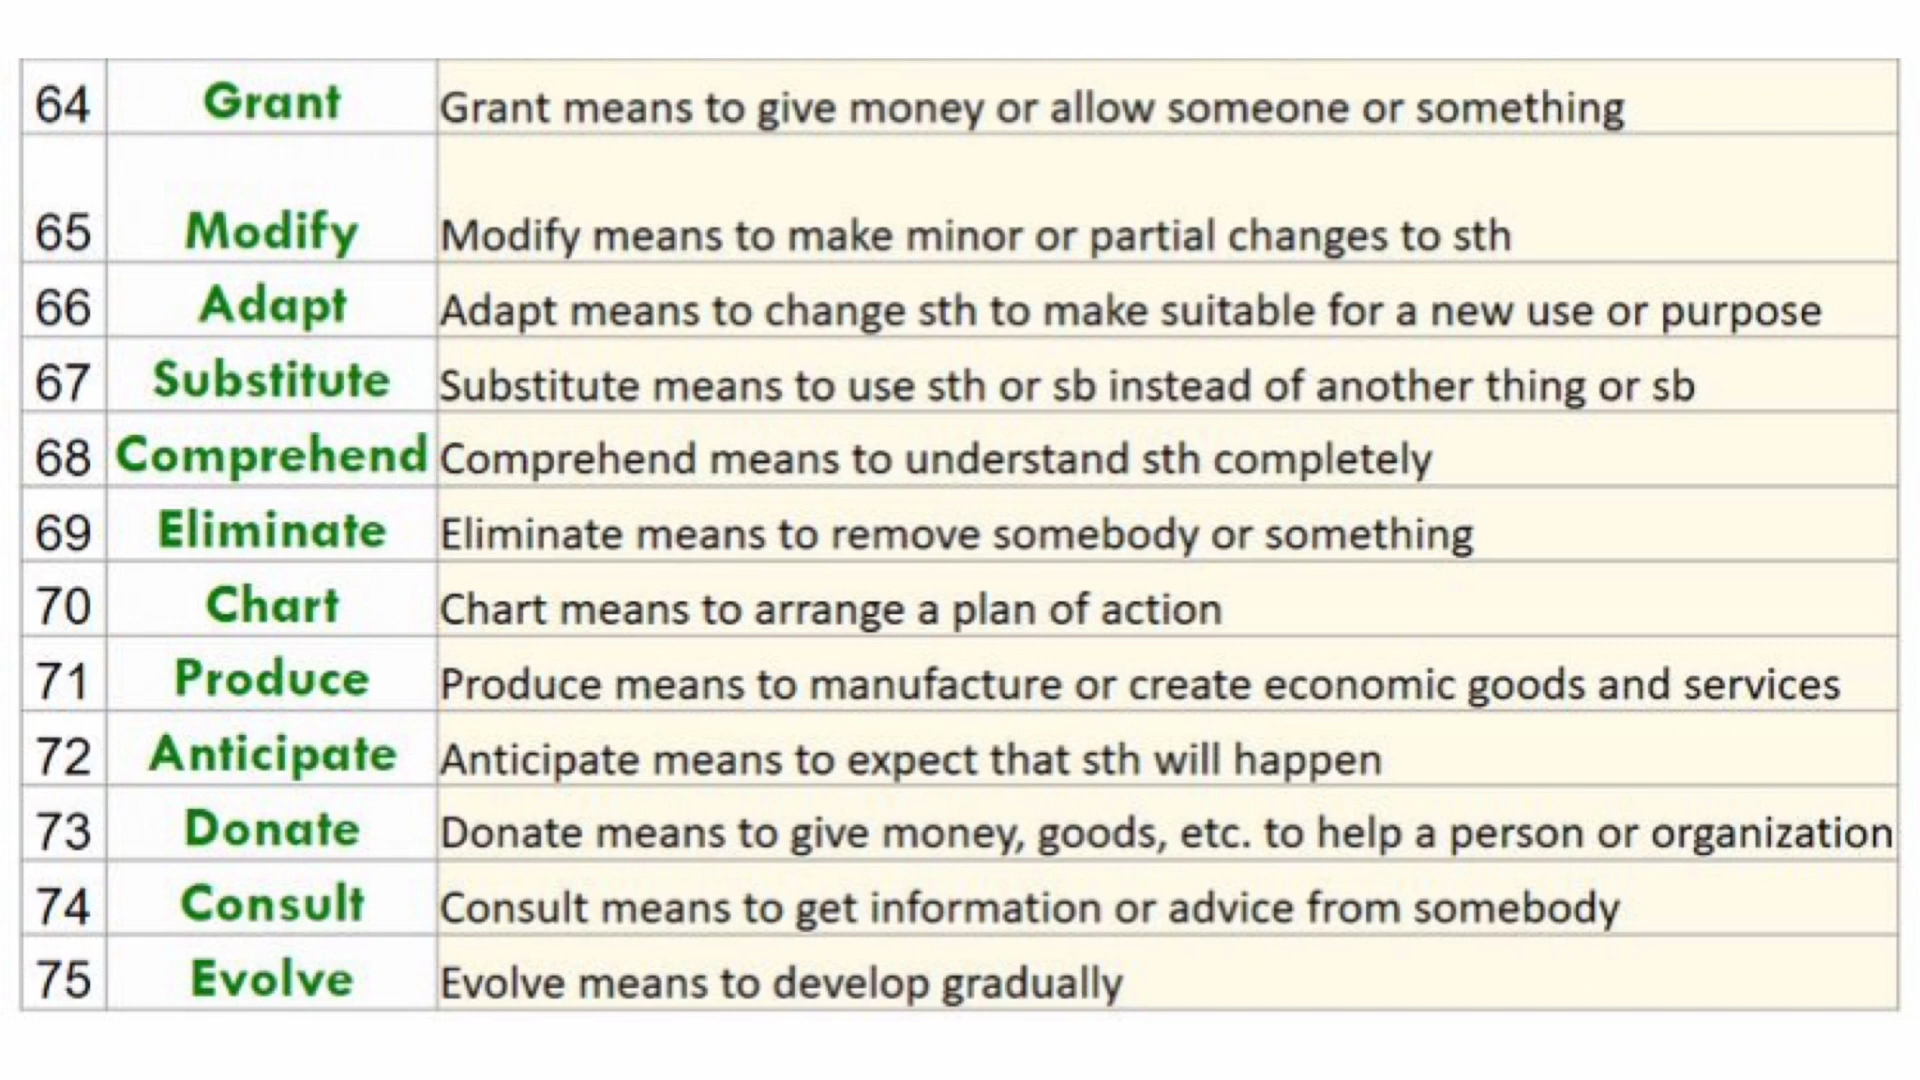 64 Grant Grant means to give money or allow someone or something
65 Modify Modify means to make minor or partial changes to sth
66 Adapt Adapt means to change sth to make suitable for a new use or purpose
67 Substitute Substitute means to use sth or sb instead of another thing or sb
68 Comprehend Comprehend means to understand sth completely
69 Eliminate Eliminate means to remove somebody or something
70 Chart Chart means to arrange a plan of action
71 Produce Produce means to manufacture or create economic goods and services
72 Anticipate Anticipate means to expect that sth will happen
73 Donate Donate means to give money, goods, etc. to help a person or organization
74 Consult Consult means to get information or advice from somebody
75 Evolve Evolve means to develop gradually